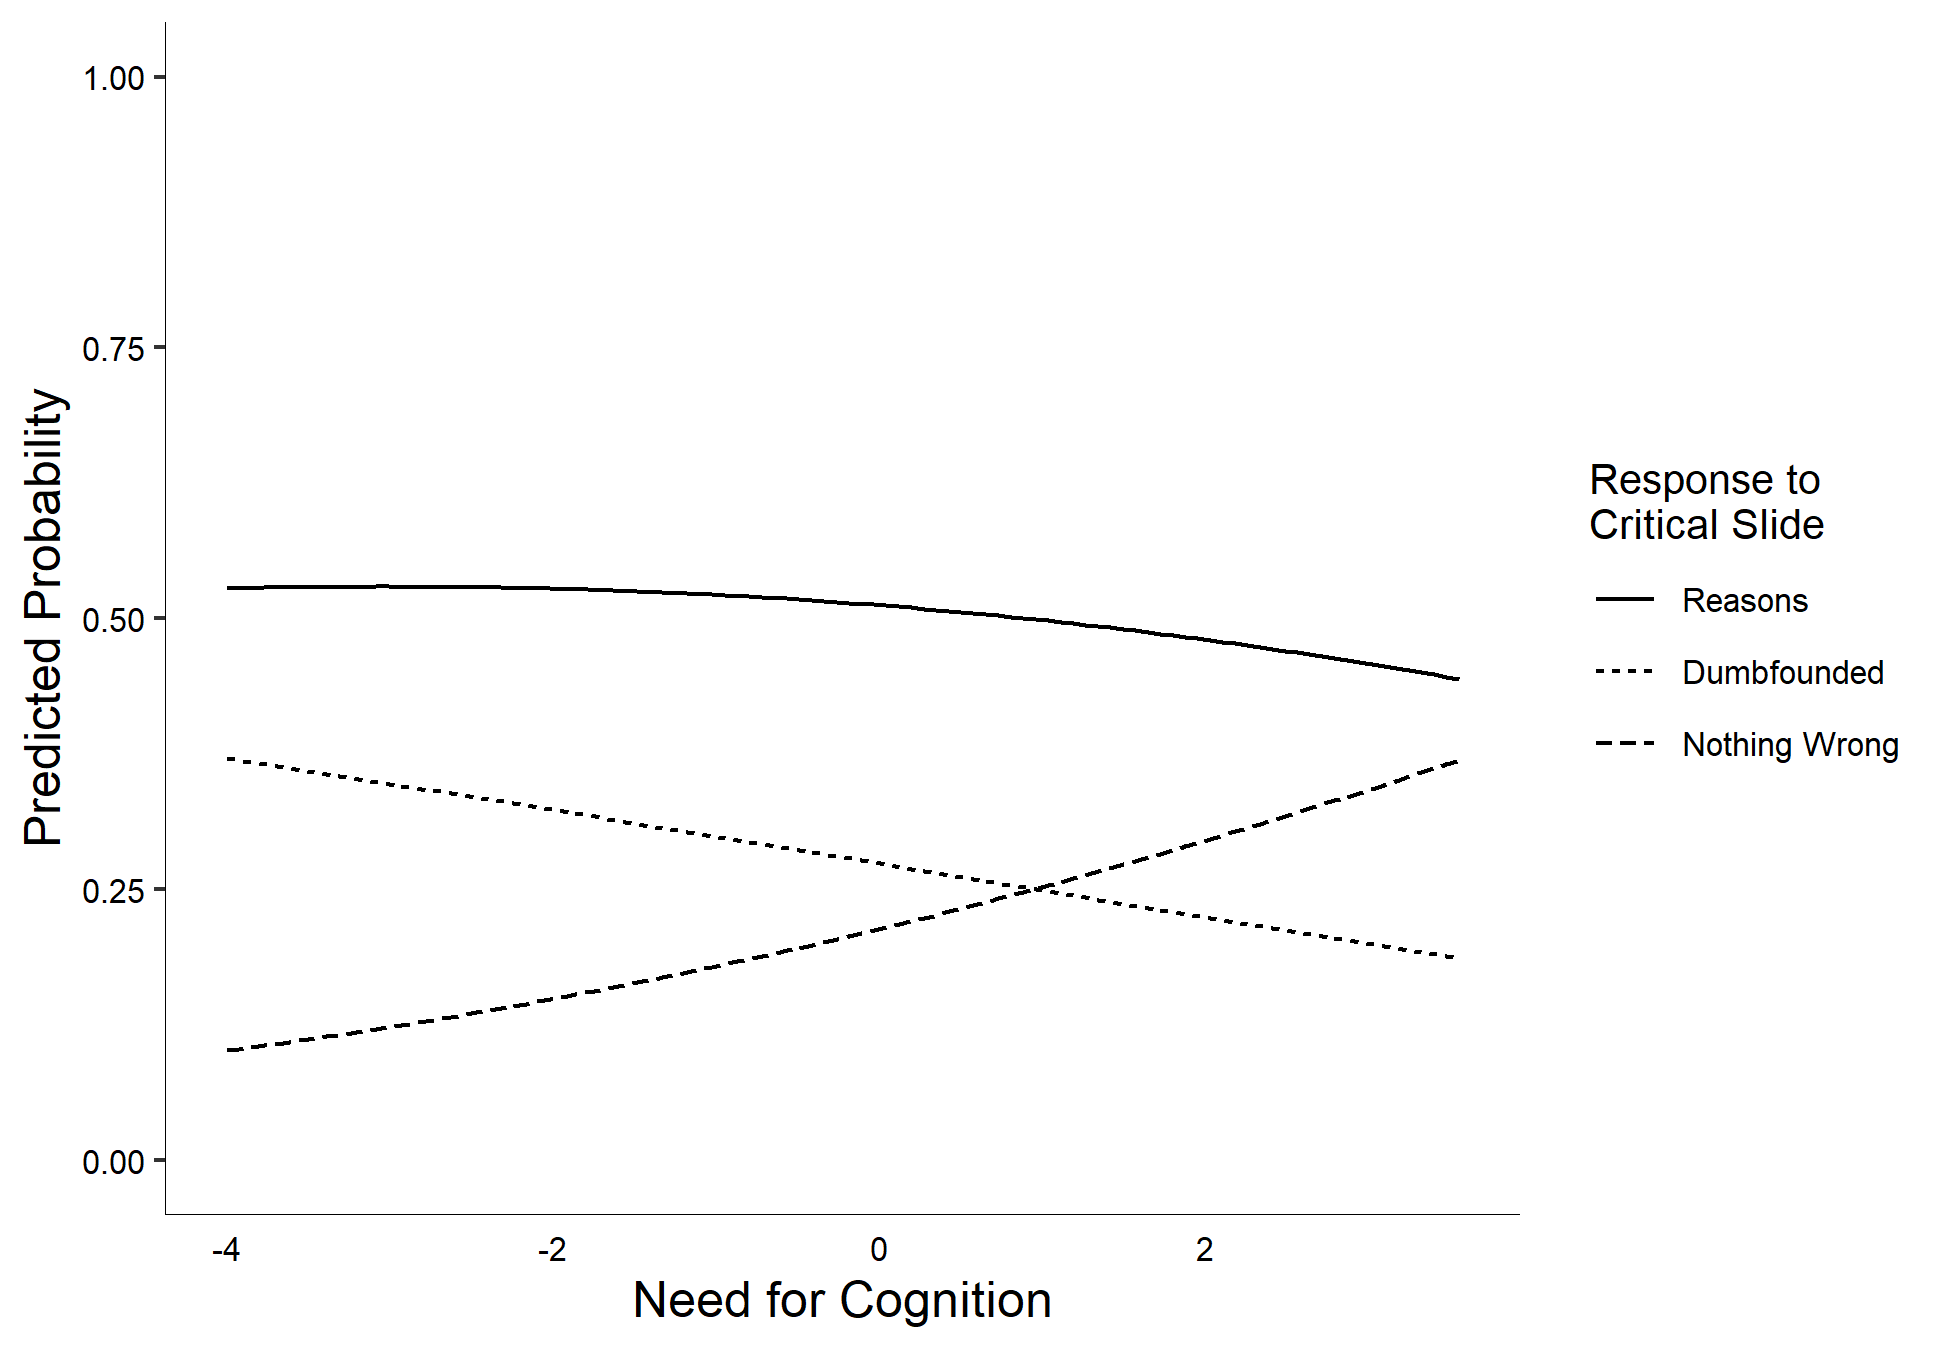 1.00
0.75
0.50
0.25
0.00
Predicted Probability
-4
-2
0
2
Need for Cognition
Response to
Critical Slide
Reasons
Dumbfounded
Nothing Wrong